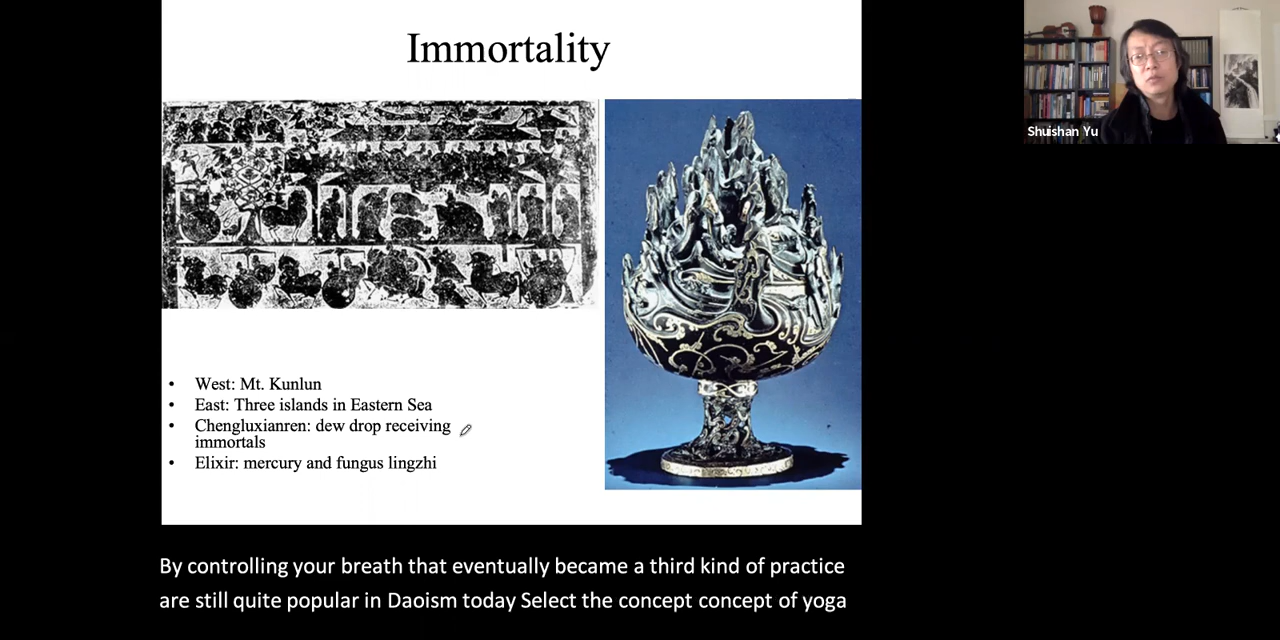 Immortality
Shuishan Yu
• West: Mt. Kunlun
• East: Three islands in Eastern Sea
• Chengluxianren: dew drop receiving
immortals
• Elixir: mercury and fungus lingzhi
By controlling your breath that eventually became a third kind of practice
are still quite popular in Daoism today Select the concept concept of yoga